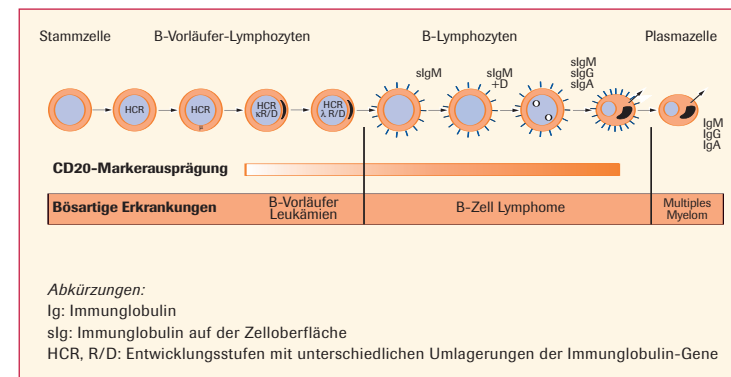 Stammzelle B-Vorläufer-Lymphozyten B-Lymphozyten Plasmazelle
sIgM
sIgM
+D
sIgM
sIgG
sIgA
HCR
HCR
HCR
κR/D
HCR
λ R/D
IgM
IgG
IgA
CD20-Markerausprägung
Bösartige Erkrankungen
B-Vorläufer
Leukämien
B-Zell Lymphome
Multiples
Myelom
Abkürzungen:
Ig: Immunglobulin
sIg: Immunglobulin auf der Zelloberfläche
HCR, R/D: Entwicklungsstufen mit unterschiedlichen Umlagerungen der Immunglobulin-Gene